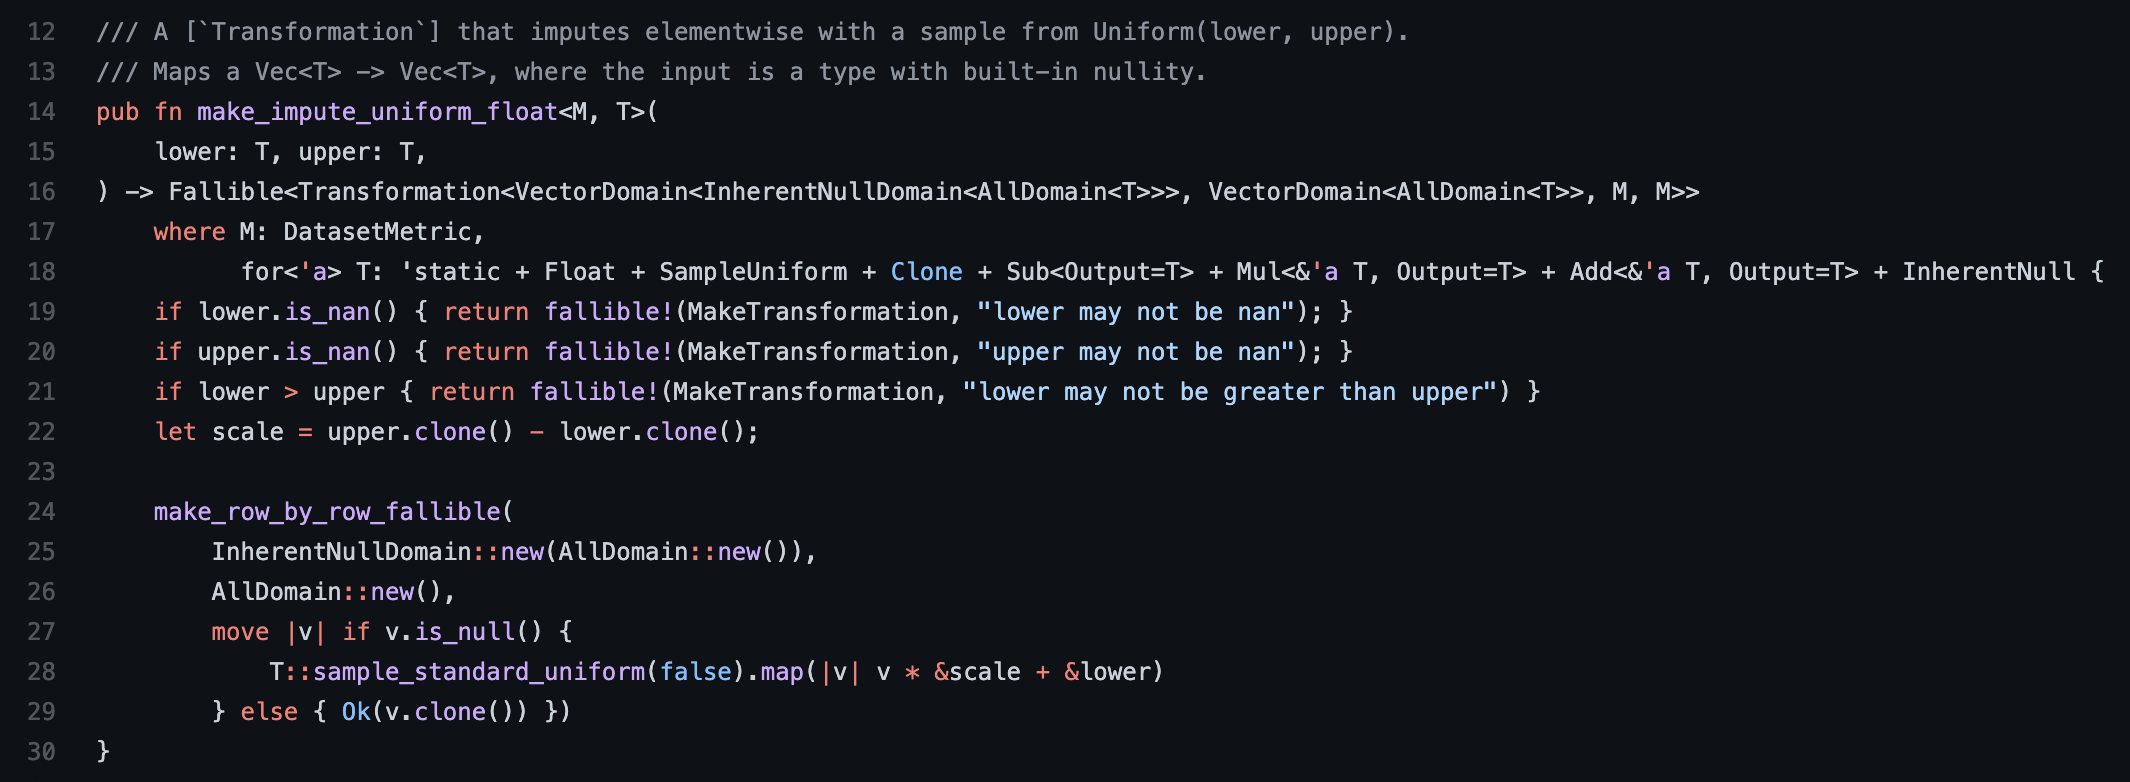 12 /// A [`Transformation`] that imputes elementwise with a sample from Uniform(lower, upper).
13 /// Maps a Vec<T> -> Vec<T>, where the input is a type with built-in nullity.
14 pub fn make_impute_uniform_float<M, T>(
15     lower: T, upper: T,
16 ) -> Fallible<Transformation<VectorDomain<InherentNullDomain<AllDomain<T>>>, VectorDomain<AllDomain<T>>, M, M>>
17     where M: DatasetMetric,
18           for<'a> T: 'static + Float + SampleUniform + Clone + Sub<Output=T> + Mul<&'a T, Output=T> + Add<&'a T, Output=T> + InherentNull {
19     if lower.is_nan() { return fallible!(MakeTransformation, "lower may not be nan"); }
20     if upper.is_nan() { return fallible!(MakeTransformation, "upper may not be nan"); }
21     if lower > upper { return fallible!(MakeTransformation, "lower may not be greater than upper") }
22     let scale = upper.clone() - lower.clone();
23
24     make_row_by_row_fallible(
25         InherentNullDomain::new(AllDomain::new()),
26         AllDomain::new(),
27         move |v| if v.is_null() {
28             T::sample_standard_uniform(false).map(|v| v * &scale + &lower)
29         } else { Ok(v.clone()) })
30 }